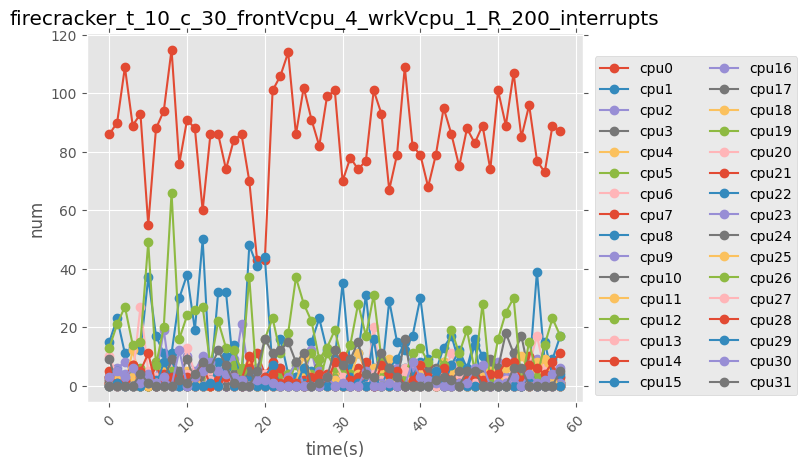 firecracker_t_10_c_30_frontVcpu_4_wrkVcpu_1_R_200_interrupts
120
100
80
60
40
20
0
num
0
10
20
30
40
50
60
time(s)
cpu0
cpu1
cpu2
cpu3
cpu4
cpu5
cpu6
cpu7
cpu8
cpu9
cpu10
cpu11
cpu12
cpu13
cpu14
cpu15
cpu16
cpu17
cpu18
cpu19
cpu20
cpu21
cpu22
cpu23
cpu24
cpu25
cpu26
cpu27
cpu28
cpu29
cpu30
cpu31